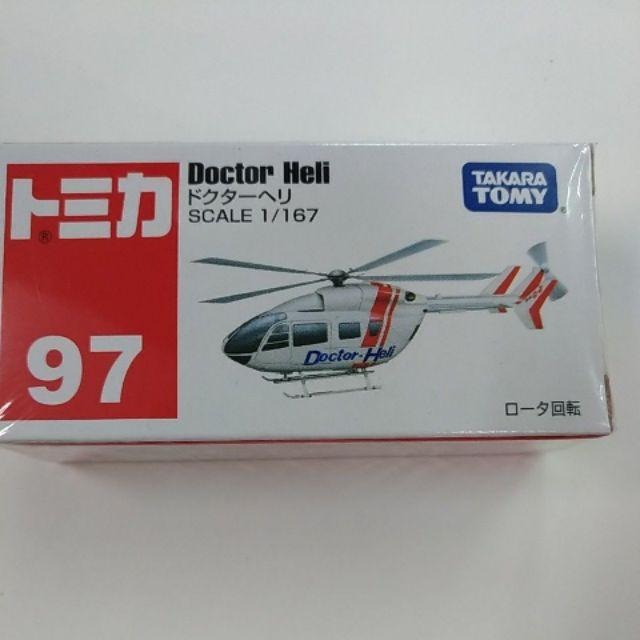 トミカ
®
97
Doctor Heli
ドクターヘリ
SCALE 1/167
TAKARA
TOMY
Doctor-Heli
ロータ回転